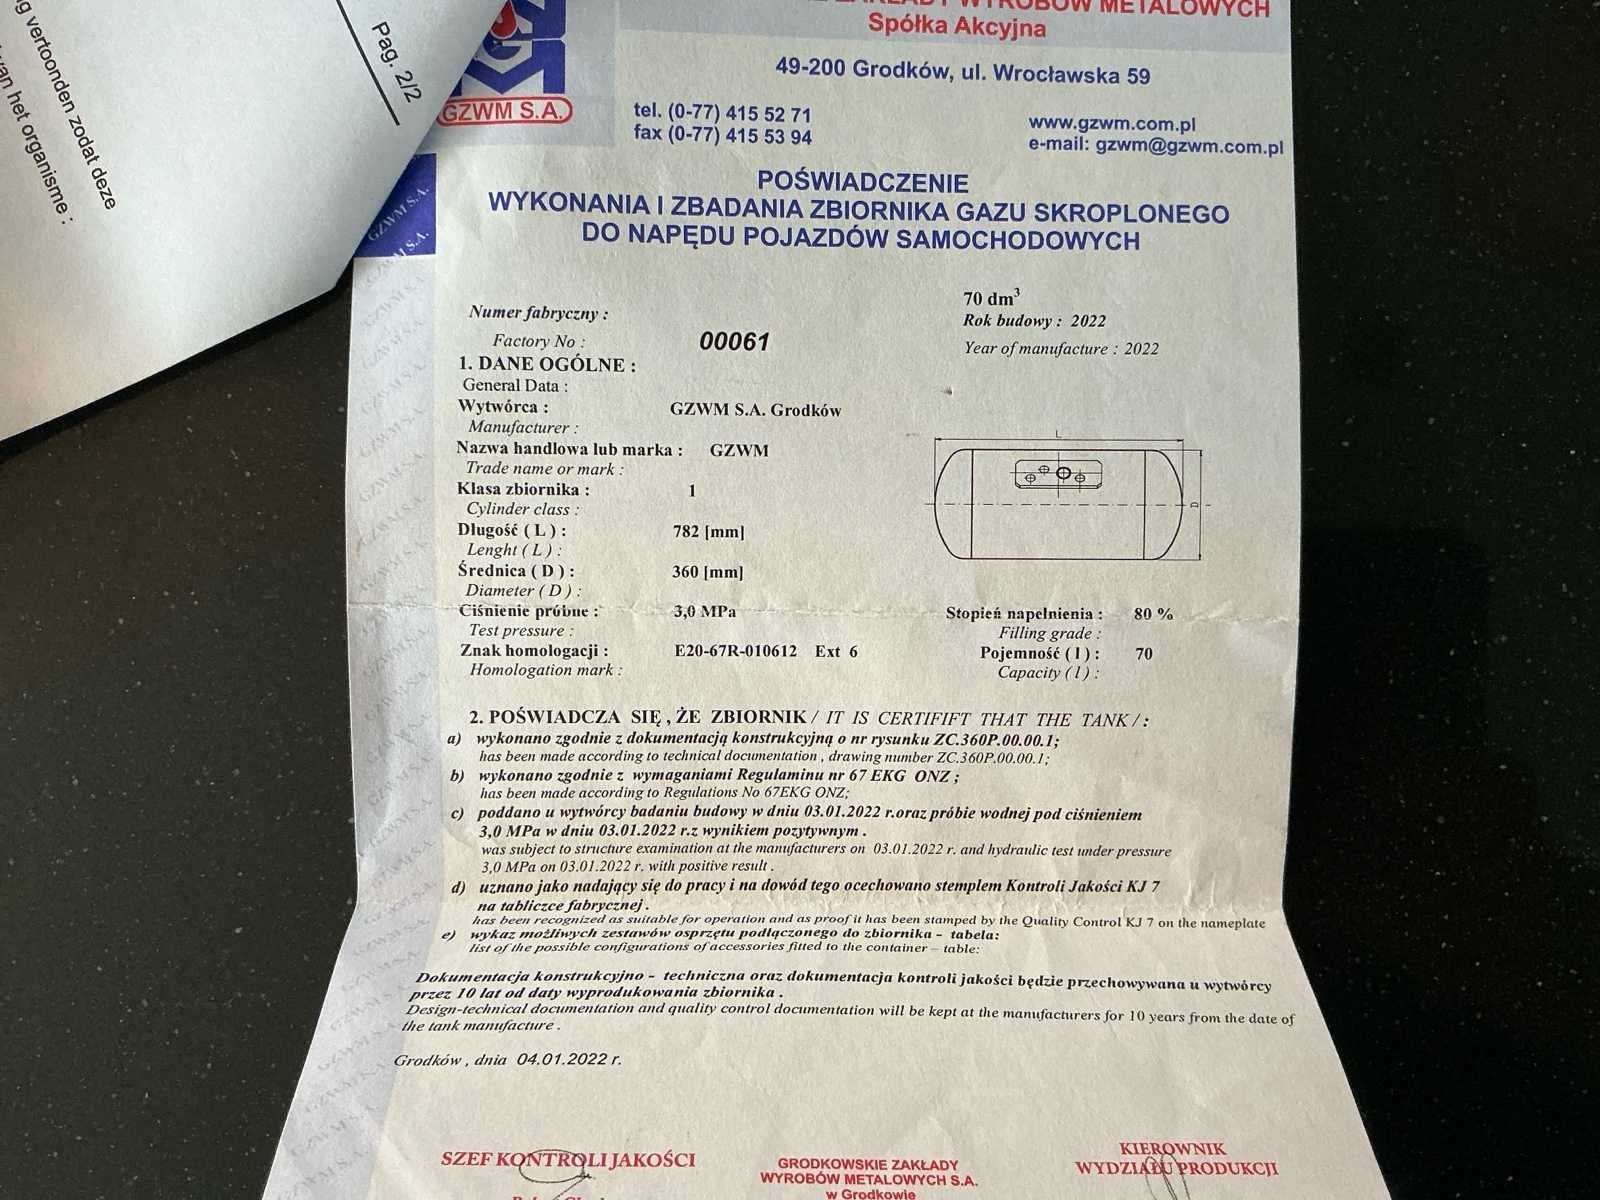 g vertoonden zodat deze
van het organisme :
Pag. 2/2
ZAKŁADY WYROBÓW METALOWYCH
Spółka Akcyjna
GZWM S.A.
49-200 Grodków, ul. Wrocławska 59
tel. (0-77) 415 52 71
fax (0-77) 415 53 94
www.gzwm.com.pl
e-mail: gzwm@gzwm.com.pl
GZWM S.A.
POŚWIADCZENIE
WYKONANIA I ZBADANIA ZBIORNIKA GAZU SKROPLONEGO
DO NAPĘDU POJAZDÓW SAMOCHODOWYCH
70 dm³
Numer fabryczny :
Rok budowy : 2022
Factory No : 00061
Year of manufacture : 2022
1. DANE OGÓLNE :
General Data :
Wytwórca : GZWM S.A. Grodków
Manufacturer :
Nazwa handlowa lub marka : GZWM
Trade name or mark :
Klasa zbiornika : 1
Cylinder class :
Długość ( L ) : 782 [mm]
Lenght ( L ) :
Średnica ( D ) : 360 [mm]
Diameter ( D ) :
L
D
Ciśnienie próbne : 3,0 MPa Stopień napełnienia : 80 %
Test pressure : Filling grade :
Znak homologacji : E20-67R-010612 Ext 6 Pojemność ( l ) : 70
Homologation mark : Capacity ( l ) :
2. POŚWIADCZA SIĘ , ŻE ZBIORNIK / IT IS CERTIFIFT THAT THE TANK / :
a) wykonano zgodnie z dokumentacją konstrukcyjną o nr rysunku ZC.360P.00.00.1;
has been made according to technical documentation , drawing number ZC.360P.00.00.1;
b) wykonano zgodnie z wymaganiami Regulaminu nr 67 EKG ONZ ;
has been made according to Regulations No 67EKG ONZ;
c) poddano u wytwórcy badaniu budowy w dniu 03.01.2022 r.oraz próbie wodnej pod ciśnieniem
3,0 MPa w dniu 03.01.2022 r.z wynikiem pozytywnym .
was subject to structure examination at the manufacturers on 03.01.2022 r. and hydraulic test under pressure
3,0 MPa on 03.01.2022 r. with positive result .
d) uznano jako nadający się do pracy i na dowód tego ocechowano stemplem Kontroli Jakości KJ 7
na tabliczce fabrycznej .
has been recognized as suitable for operation and as proof it has been stamped by the Quality Control KJ 7 on the nameplate
e) wykaz możliwych zestawów osprzętu podłączonego do zbiornika – tabela:
list of the possible configurations of accessories fitted to the container – table:
Dokumentacja konstrukcyjno - techniczna oraz dokumentacja kontroli jakości będzie przechowywana u wytwórcy
przez 10 lat od daty wyprodukowania zbiornika .
Design-technical documentation and quality control documentation will be kept at the manufacturers for 10 years from the date of
the tank manufacture .
Grodków , dnia 04.01.2022 r.
SZEF KONTROLI JAKOŚCI
GRODKOWSKIE ZAKŁADY
WYROBÓW METALOWYCH S.A.
w Grodkowie
KIEROWNIK
WYDZIAŁU PRODUKCJI